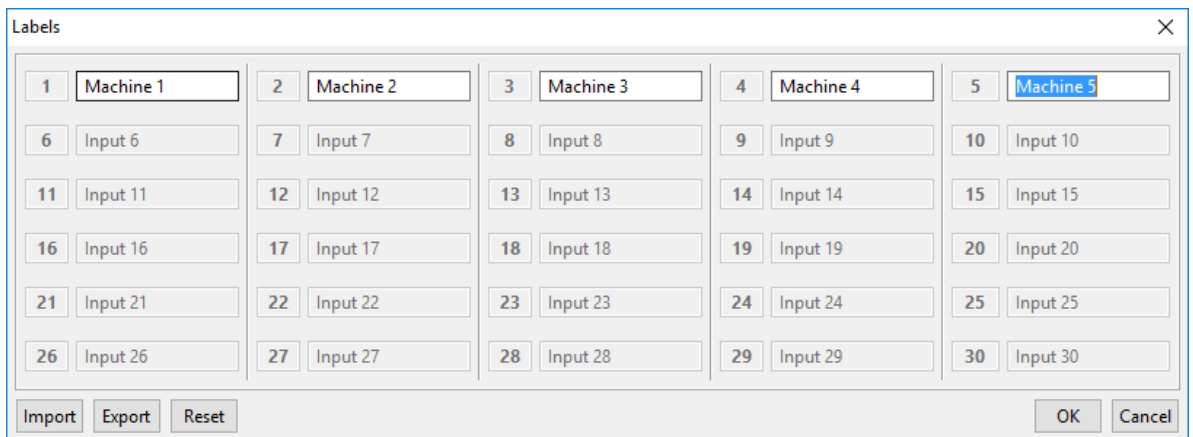 Labels
1 Machine 1 2 Machine 2 3 Machine 3 4 Machine 4 5 Machine 5
6 Input 6 7 Input 7 8 Input 8 9 Input 9 10 Input 10
11 Input 11 12 Input 12 13 Input 13 14 Input 14 15 Input 15
16 Input 16 17 Input 17 18 Input 18 19 Input 19 20 Input 20
21 Input 21 22 Input 22 23 Input 23 24 Input 24 25 Input 25
26 Input 26 27 Input 27 28 Input 28 29 Input 29 30 Input 30
Import Export Reset OK Cancel